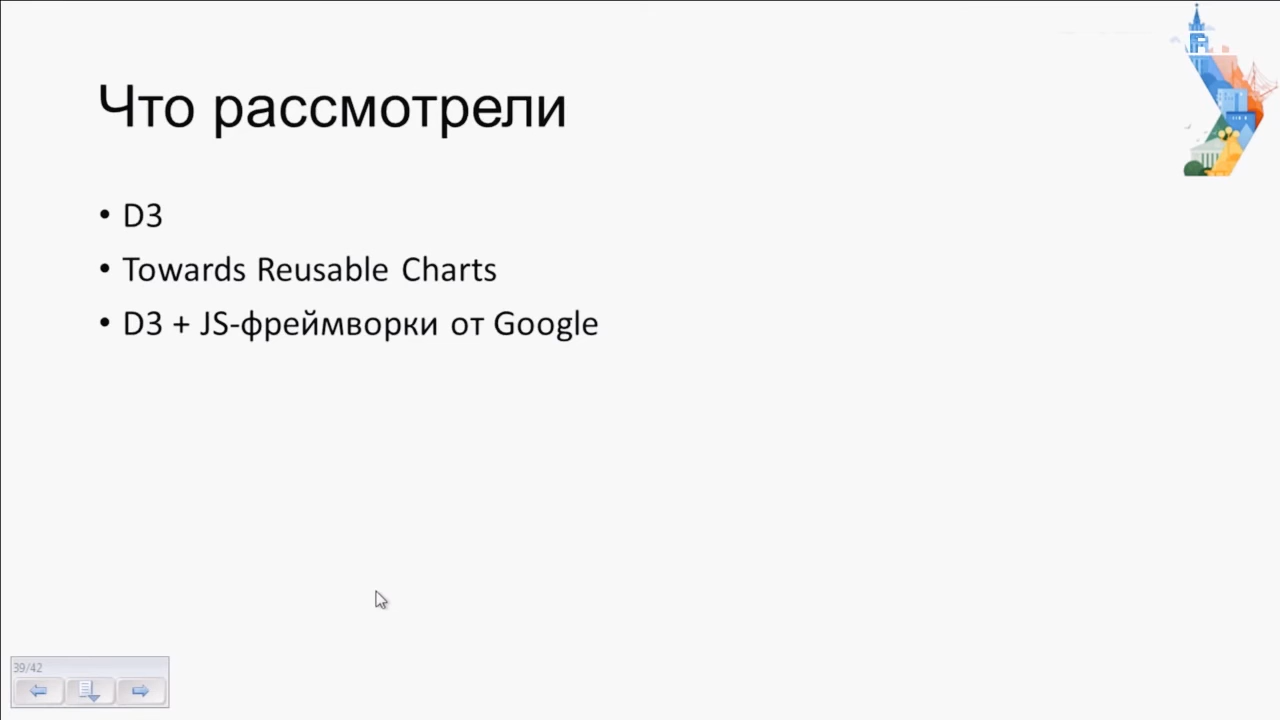 Что рассмотрели
• D3
• Towards Reusable Charts
• D3 + JS-фреймворки от Google
39/42